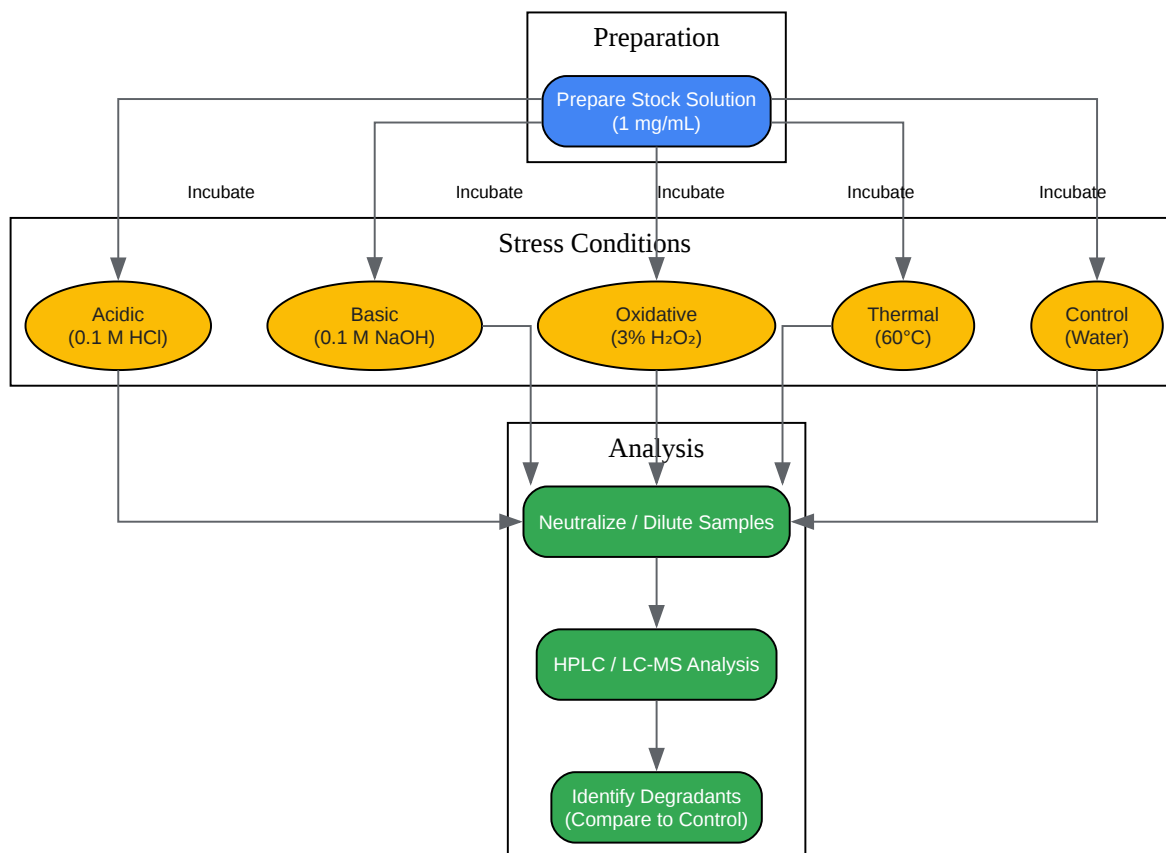 Preparation
Prepare Stock Solution
(1 mg/mL)
Incubate
Incubate
Incubate
Incubate
Incubate
Stress Conditions
Acidic
(0.1 M HCl)
Basic
(0.1 M NaOH)
Oxidative
(3% H₂O₂)
Thermal
(60°C)
Control
(Water)
Analysis
Neutralize / Dilute Samples
HPLC / LC-MS Analysis
Identify Degradants
(Compare to Control)